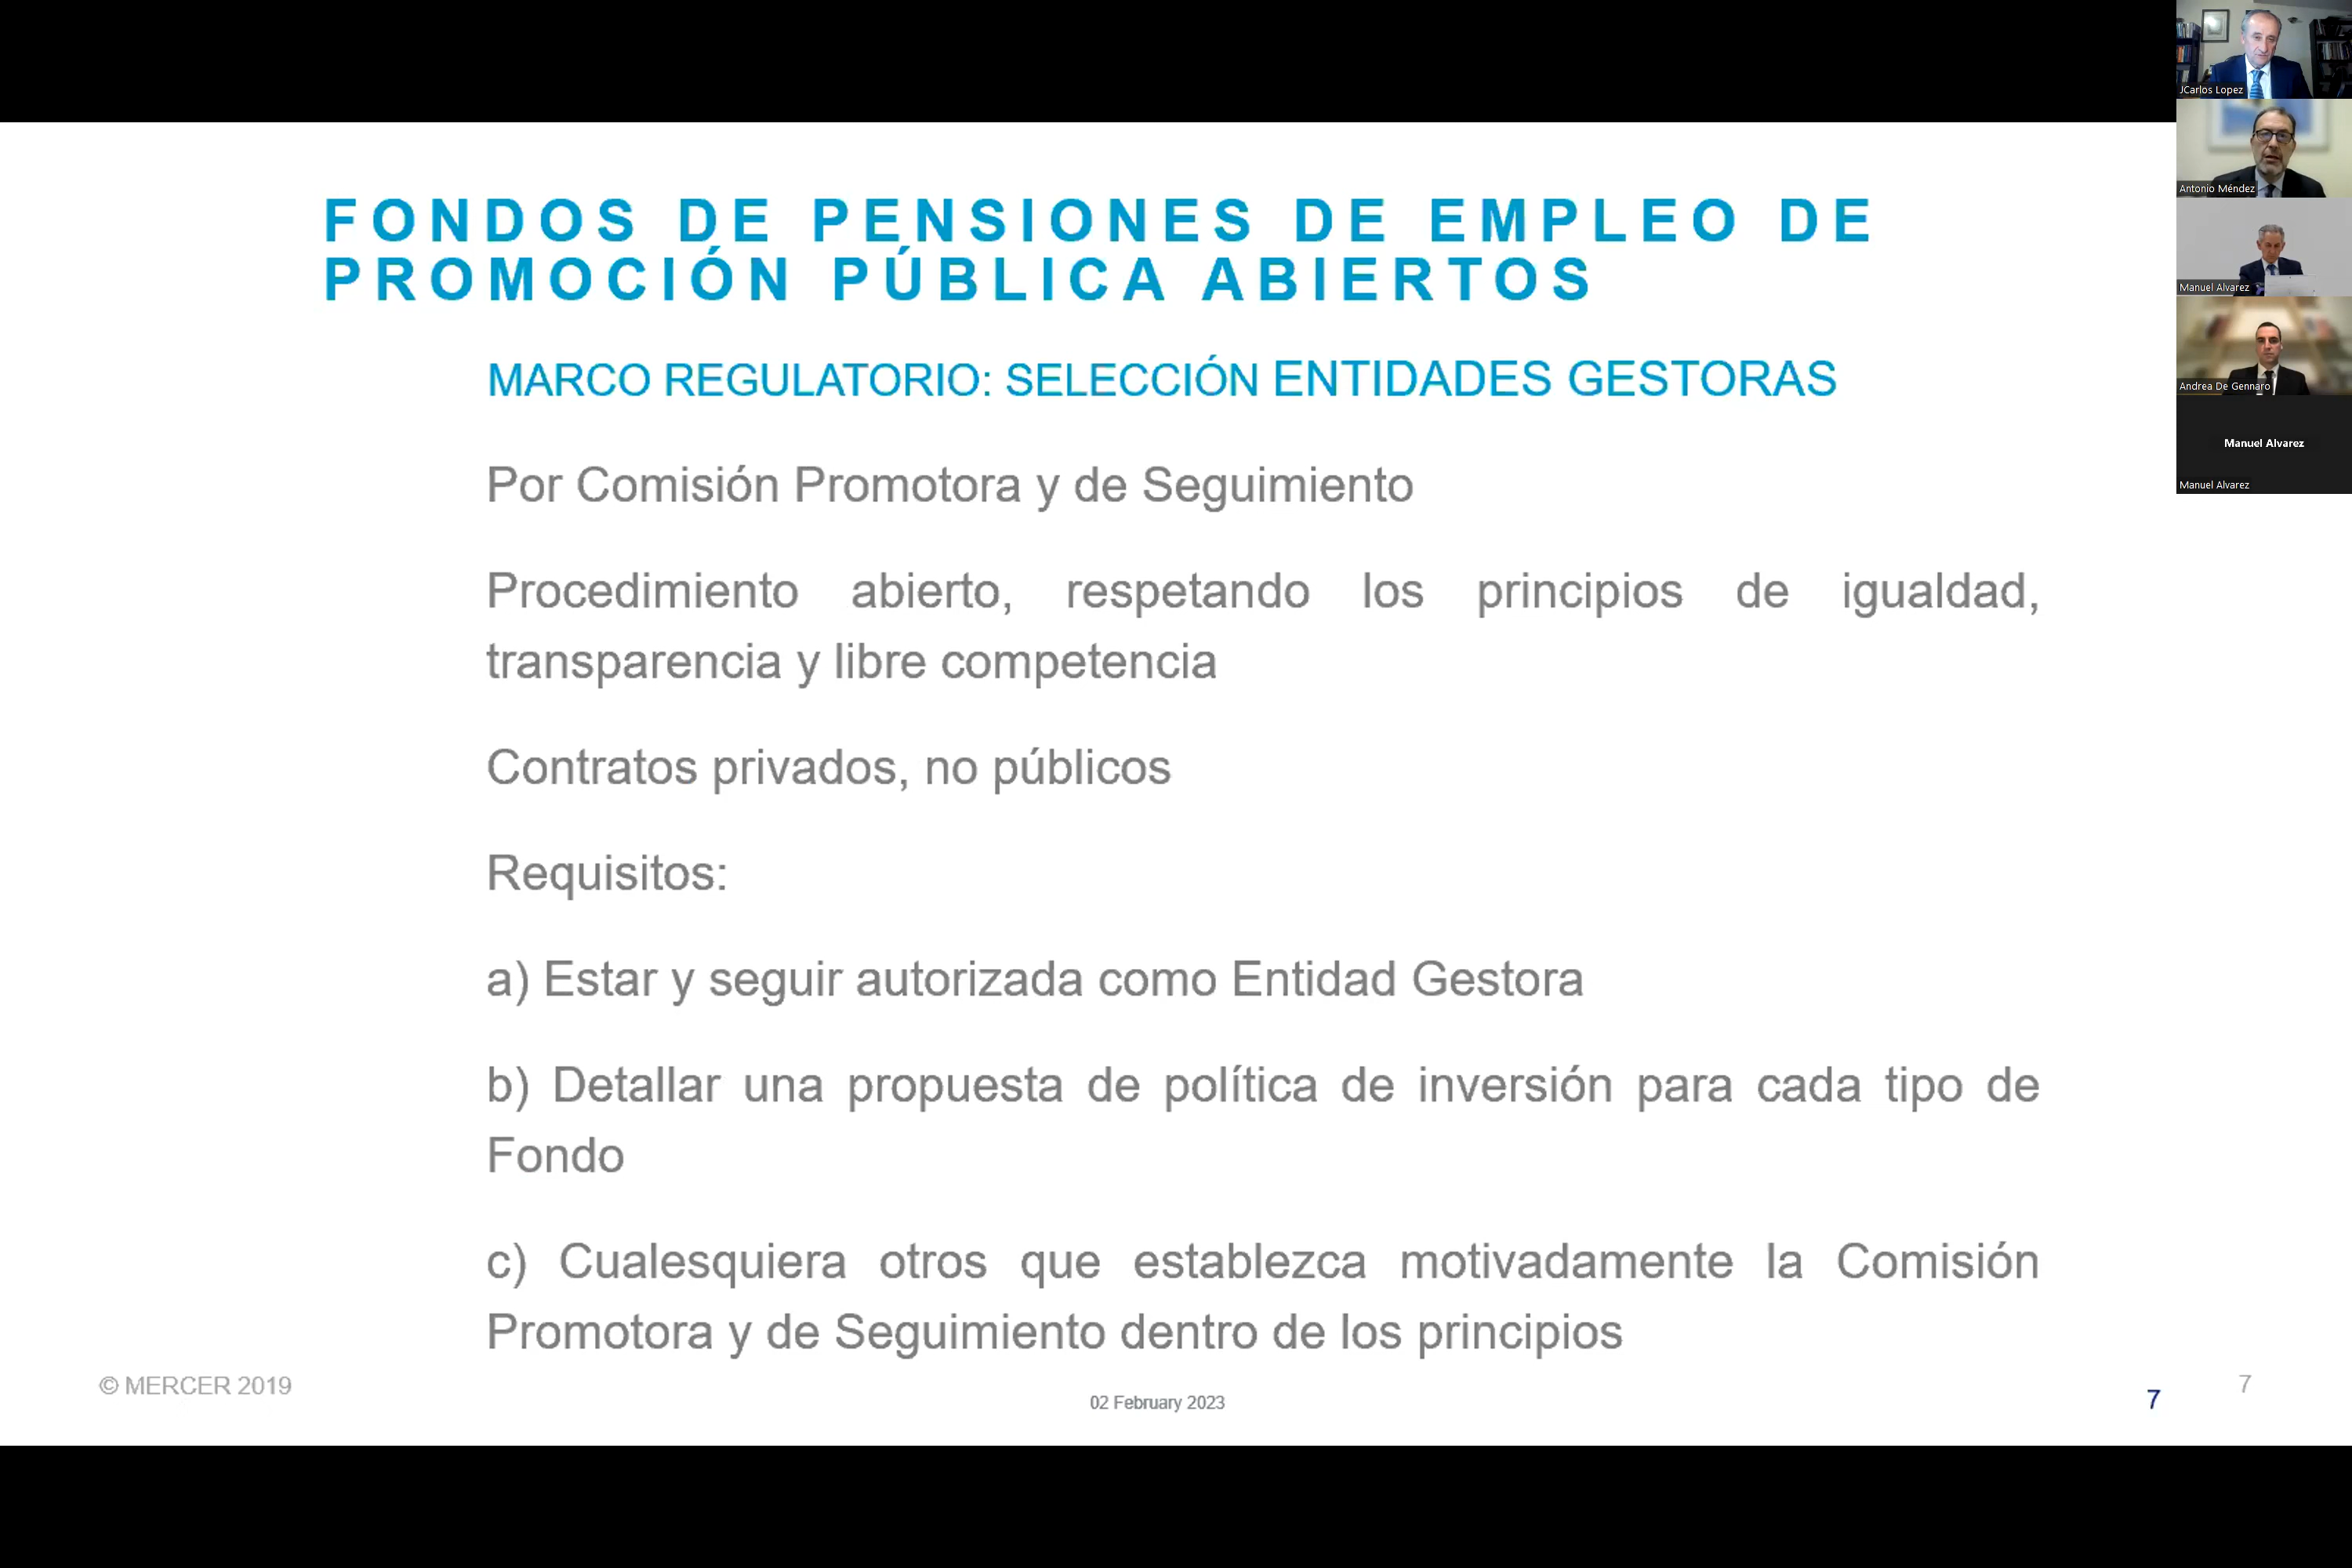 FONDOS DE PENSIONES DE EMPLEO DE
PROMOCIÓN PÚBLICA ABIERTOS
MARCO REGULATORIO: SELECCIÓN ENTIDADES GESTORAS
Por Comisión Promotora y de Seguimiento
Procedimiento abierto, respetando los principios de igualdad,
transparencia y libre competencia
Contratos privados, no públicos
Requisitos:
a) Estar y seguir autorizada como Entidad Gestora
b) Detallar una propuesta de política de inversión para cada tipo de
Fondo
c) Cualesquiera otros que establezca motivadamente la Comisión
Promotora y de Seguimiento dentro de los principios
© MERCER 2019
02 February 2023
7
7
JCarlos Lopez
Antonio Méndez
Manuel Alvarez
Andrea De Gennaro
Manuel Alvarez
Manuel Alvarez